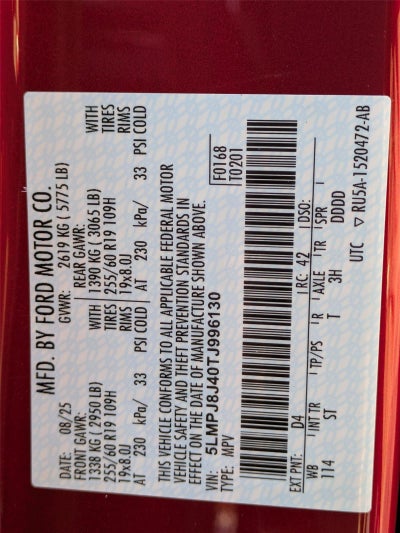 MFD. BY FORD MOTOR CO.
DATE: 08/25 GVWR: 2619 KG ( 5775 LB)
FRONT GAWR: REAR GAWR:
1338 KG ( 2950 LB) WITH 1390 KG ( 3065 LB) WITH
255/60 R19 109H TIRES 255/60 R19 109H TIRES
19x8.0J RIMS 19x8.0J RIMS
AT 230 kPa/ 33 PSI COLD AT 230 kPa/ 33 PSI COLD
THIS VEHICLE CONFORMS TO ALL APPLICABLE FEDERAL MOTOR
VEHICLE SAFETY AND THEFT PREVENTION STANDARDS IN
EFFECT ON THE DATE OF MANUFACTURE SHOWN ABOVE.
VIN: 5LMPJ8J40TJ996130
TYPE: MPV
F0168
T0201
EXT PNT: D4 RC: 42 DSO:
WB INT TR TP/PS R AXLE TR SPR
114 ST T 3H DDDD
UTC ▽ RU5A-1520472-AB